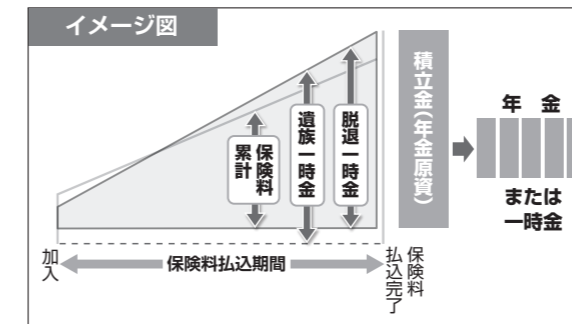 イメージ図
保険料
累計
遺族一時金
脱退一時金
積立金(年金原資)
年 金
または
一時金
加入
保険料払込期間
保険料
払込完了